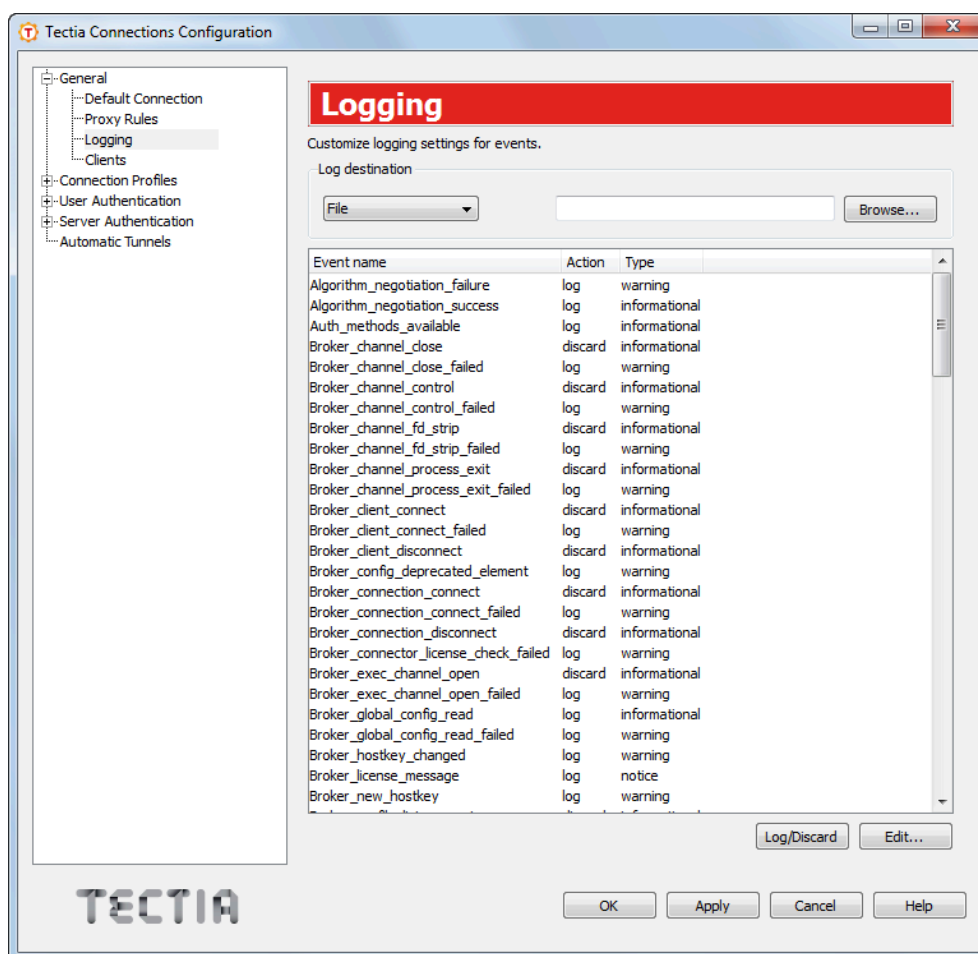 Tectia Connections Configuration
General
Default Connection
Proxy Rules
Logging
Clients
Connection Profiles
User Authentication
Server Authentication
Automatic Tunnels
Logging
Customize logging settings for events.
Log destination
File
Browse...
Event name Action Type
Algorithm_negotiation_failure log warning
Algorithm_negotiation_success log informational
Auth_methods_available log informational
Broker_channel_close discard informational
Broker_channel_close_failed log warning
Broker_channel_control discard informational
Broker_channel_control_failed log warning
Broker_channel_fd_strip discard informational
Broker_channel_fd_strip_failed log warning
Broker_channel_process_exit discard informational
Broker_channel_process_exit_failed log warning
Broker_client_connect discard informational
Broker_client_connect_failed log warning
Broker_client_disconnect discard informational
Broker_config_deprecated_element log warning
Broker_connection_connect discard informational
Broker_connection_connect_failed log warning
Broker_connection_disconnect discard informational
Broker_connector_license_check_failed log warning
Broker_exec_channel_open discard informational
Broker_exec_channel_open_failed log warning
Broker_global_config_read log informational
Broker_global_config_read_failed log warning
Broker_hostkey_changed log warning
Broker_license_message log notice
Broker_new_hostkey log warning
Log/Discard Edit...
TECTIA
OK Apply Cancel Help